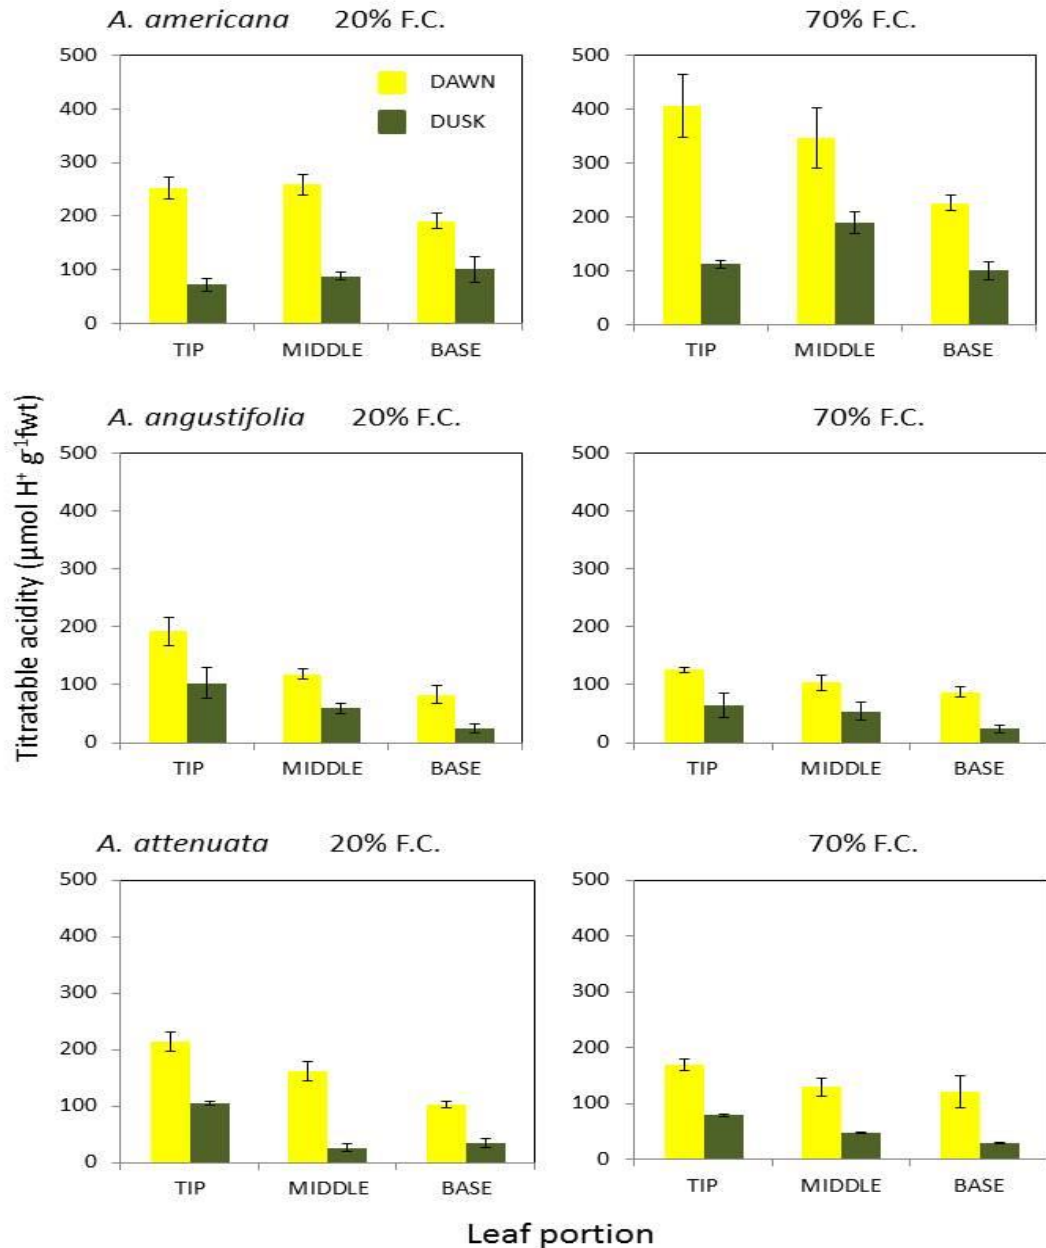 A. americana 20% F.C. 70% F.C.
500 500
DAWN
400 400
DUSK
300 300
200 200
100 100
0 0
TIP MIDDLE BASE TIP MIDDLE BASE
Titratable acidity (µmol H⁺ g⁻¹fwt)
A. angustifolia 20% F.C. 70% F.C.
500 500
400 400
300 300
200 200
100 100
0 0
TIP MIDDLE BASE TIP MIDDLE BASE
A. attenuata 20% F.C. 70% F.C.
500 500
400 400
300 300
200 200
100 100
0 0
TIP MIDDLE BASE TIP MIDDLE BASE
Leaf portion